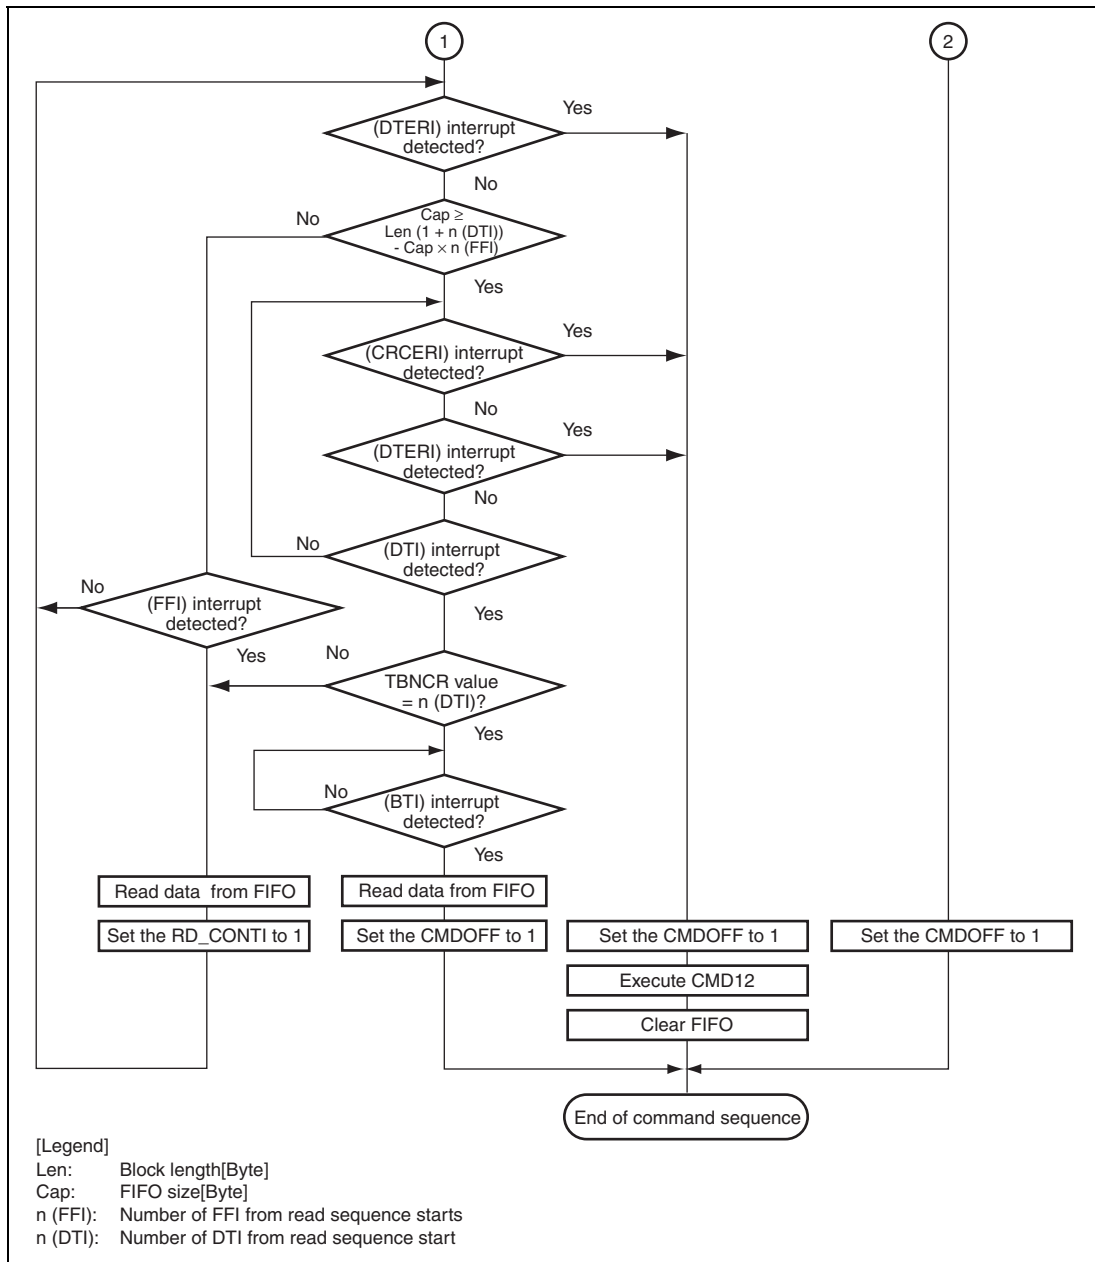 1
2
Yes
(DTERI) interrupt
detected?
No
No
Cap ≥
Len (1 + n (DTI))
- Cap × n (FFI)
Yes
Yes
(CRCERI) interrupt
detected?
No
Yes
(DTERI) interrupt
detected?
No
No
(DTI) interrupt
detected?
No
(FFI) interrupt
detected?
Yes
Yes
No
TBNCR value
= n (DTI)?
Yes
No
(BTI) interrupt
detected?
Yes
Read data from FIFO
Read data from FIFO
Set the RD_CONTI to 1
Set the CMDOFF to 1
Set the CMDOFF to 1
Set the CMDOFF to 1
Execute CMD12
Clear FIFO
End of command sequence
[Legend]
Len: Block length[Byte]
Cap: FIFO size[Byte]
n (FFI): Number of FFI from read sequence starts
n (DTI): Number of DTI from read sequence start